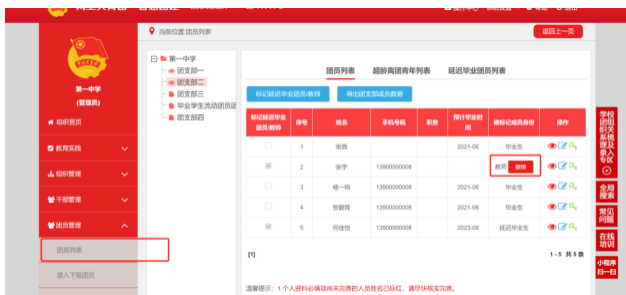 当前位置:团员列表
返回上一页
第一中学
(管理员)
组织首页
教育实践
组织管理
干部管理
团员管理
团员列表
录入下级团员
第一中学
团支部一
团支部二
团支部三
毕业学生流动团员团
团支部四
团员列表 超龄离团青年列表 延迟毕业团员列表
标记延迟毕业团员/教师 导出团支部成员数据
标记延迟毕业团员/教师 序号 姓名 手机号码 职务 预计毕业时间 被标记成员身份 操作
1 张茜 2021-06 毕业生
2 张宇 13900000008 教师 撤销
3 杨一鸣 13900000008 2021-06 毕业生
4 贺碧霞 13900000008 2021-06 毕业生
5 何佳怡 13900000008 2023-06 延迟毕业生
[1] 1 - 5 共 5 条
温馨提示：1.个人资料必填项尚未完善的人员姓名已标红，请尽快核实完善。
学校团组织关系梳理及录入专区
全局搜索
常见问题
在线培训
小程序扫一扫